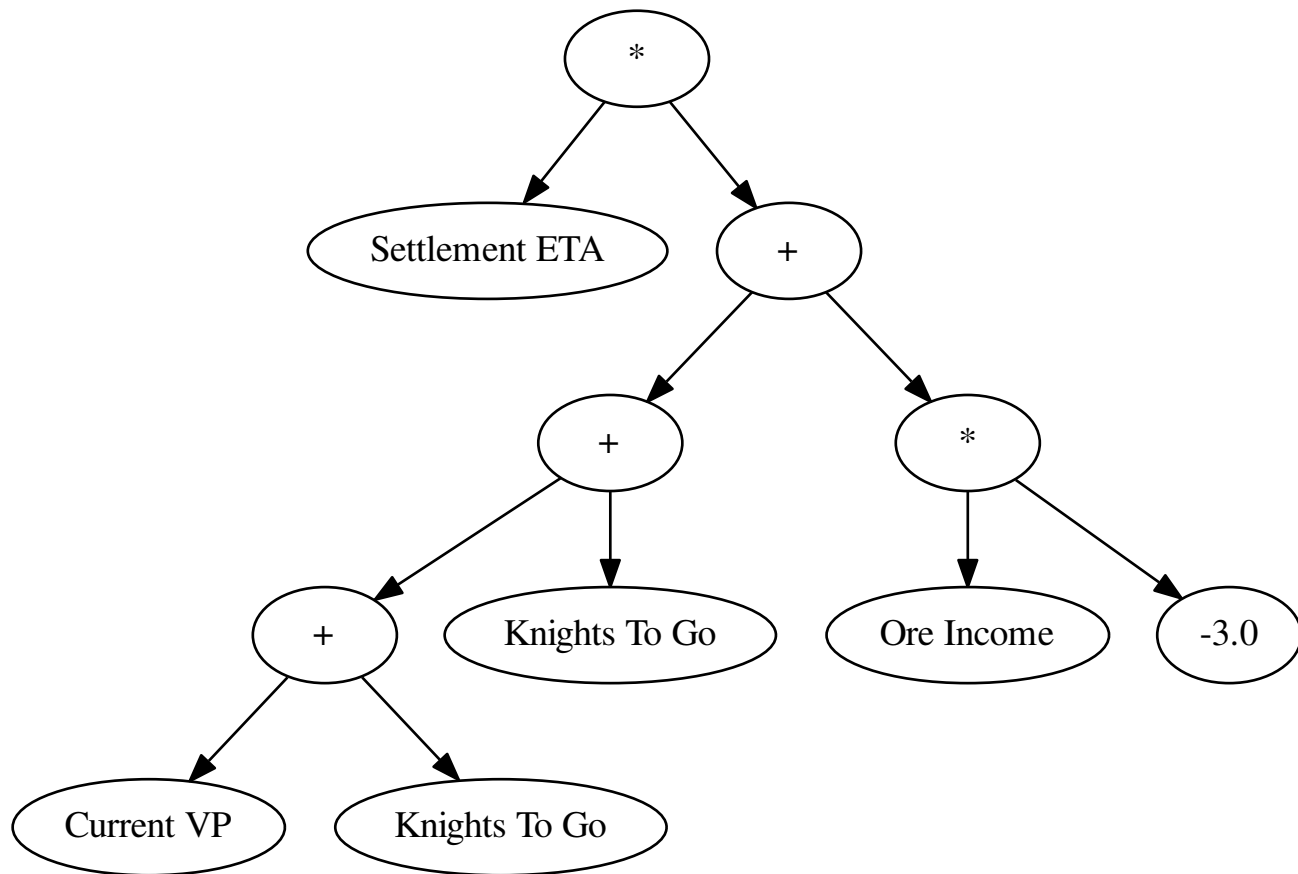 *
Settlement ETA
+
+
*
+
Knights To Go
Ore Income
-3.0
Current VP
Knights To Go